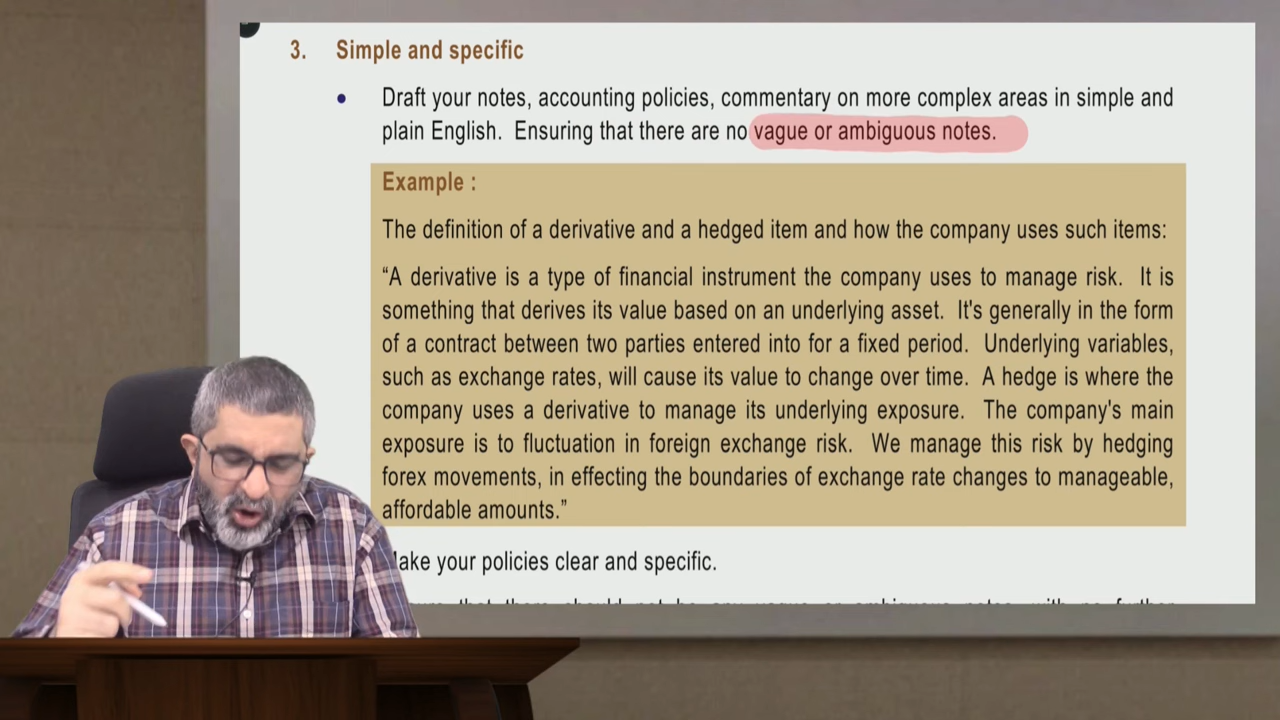 3. Simple and specific
• Draft your notes, accounting policies, commentary on more complex areas in simple and
plain English. Ensuring that there are no vague or ambiguous notes.
Example :
The definition of a derivative and a hedged item and how the company uses such items:
“A derivative is a type of financial instrument the company uses to manage risk. It is
something that derives its value based on an underlying asset. It's generally in the form
of a contract between two parties entered into for a fixed period. Underlying variables,
such as exchange rates, will cause its value to change over time. A hedge is where the
company uses a derivative to manage its underlying exposure. The company's main
exposure is to fluctuation in foreign exchange risk. We manage this risk by hedging
forex movements, in effecting the boundaries of exchange rate changes to manageable,
affordable amounts.”
your policies clear and specific.